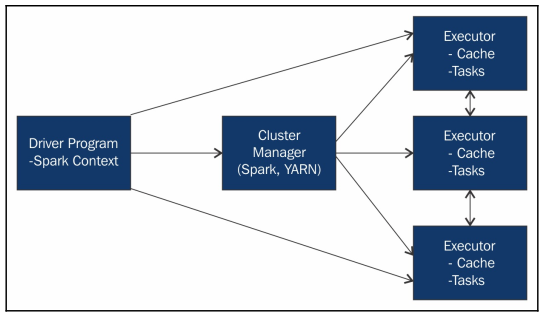 Driver Program
-Spark Context
Cluster
Manager
(Spark, YARN)
Executor
- Cache
-Tasks
Executor
- Cache
-Tasks
Executor
- Cache
-Tasks